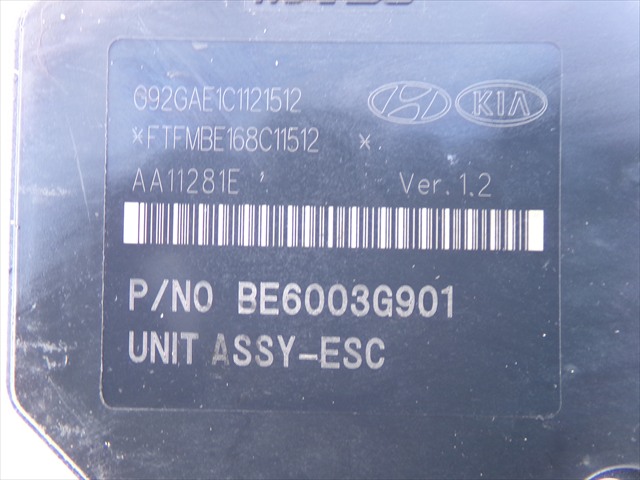 G92GAE1C1121512
*FTFMBE168C11512 *
KIA
AA11281E
Ver.1.2
P/NO BE6003G901
UNIT ASSY-ESC